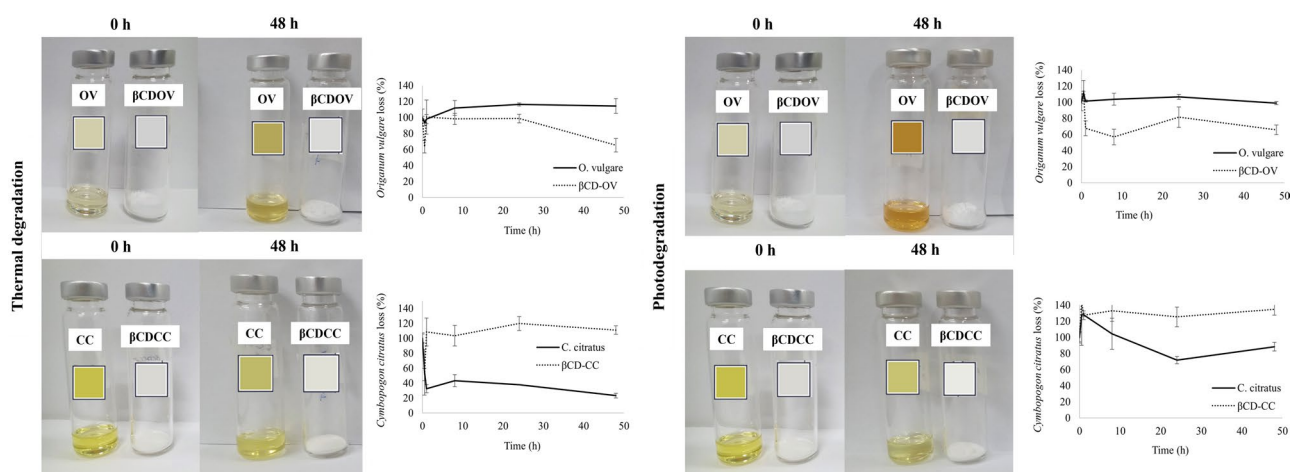 Thermal degradation
0 h
48 h
OV
βCDOV
OV
βCDOV
Origanum vulgare loss (%)
140
120
100
80
60
40
20
0
O. vulgare
βCD-OV
0
10
20
30
40
50
Time (h)
0 h
48 h
CC
βCDCC
CC
βCDCC
Cymbopogon citratus loss (%)
140
120
100
80
60
40
20
0
C. citratus
βCD-CC
0
10
20
30
40
50
Time (h)
Photodegradation
0 h
48 h
OV
βCDOV
OV
βCDOV
Origanum vulgare loss (%)
140
120
100
80
60
40
20
0
O. vulgare
βCD-OV
0
10
20
30
40
50
Time (h)
0 h
48 h
CC
βCDCC
CC
βCDCC
Cymbopogon citratus loss (%)
140
120
100
80
60
40
20
0
C. citratus
βCD-CC
0
10
20
30
40
50
Time (h)